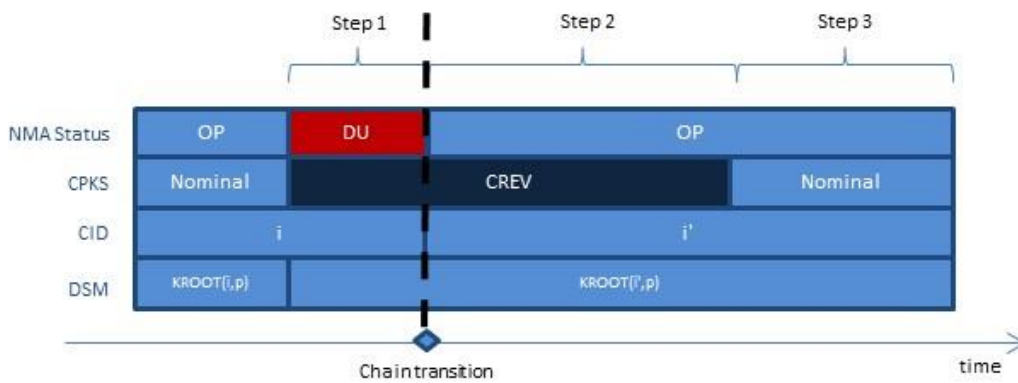 Step 1 Step 2 Step 3
NMA Status OP DU OP
CPKS Nominal CREV Nominal
CID i i'
DSM KROOT(i,p) KROOT(i',p)
Chain transition time